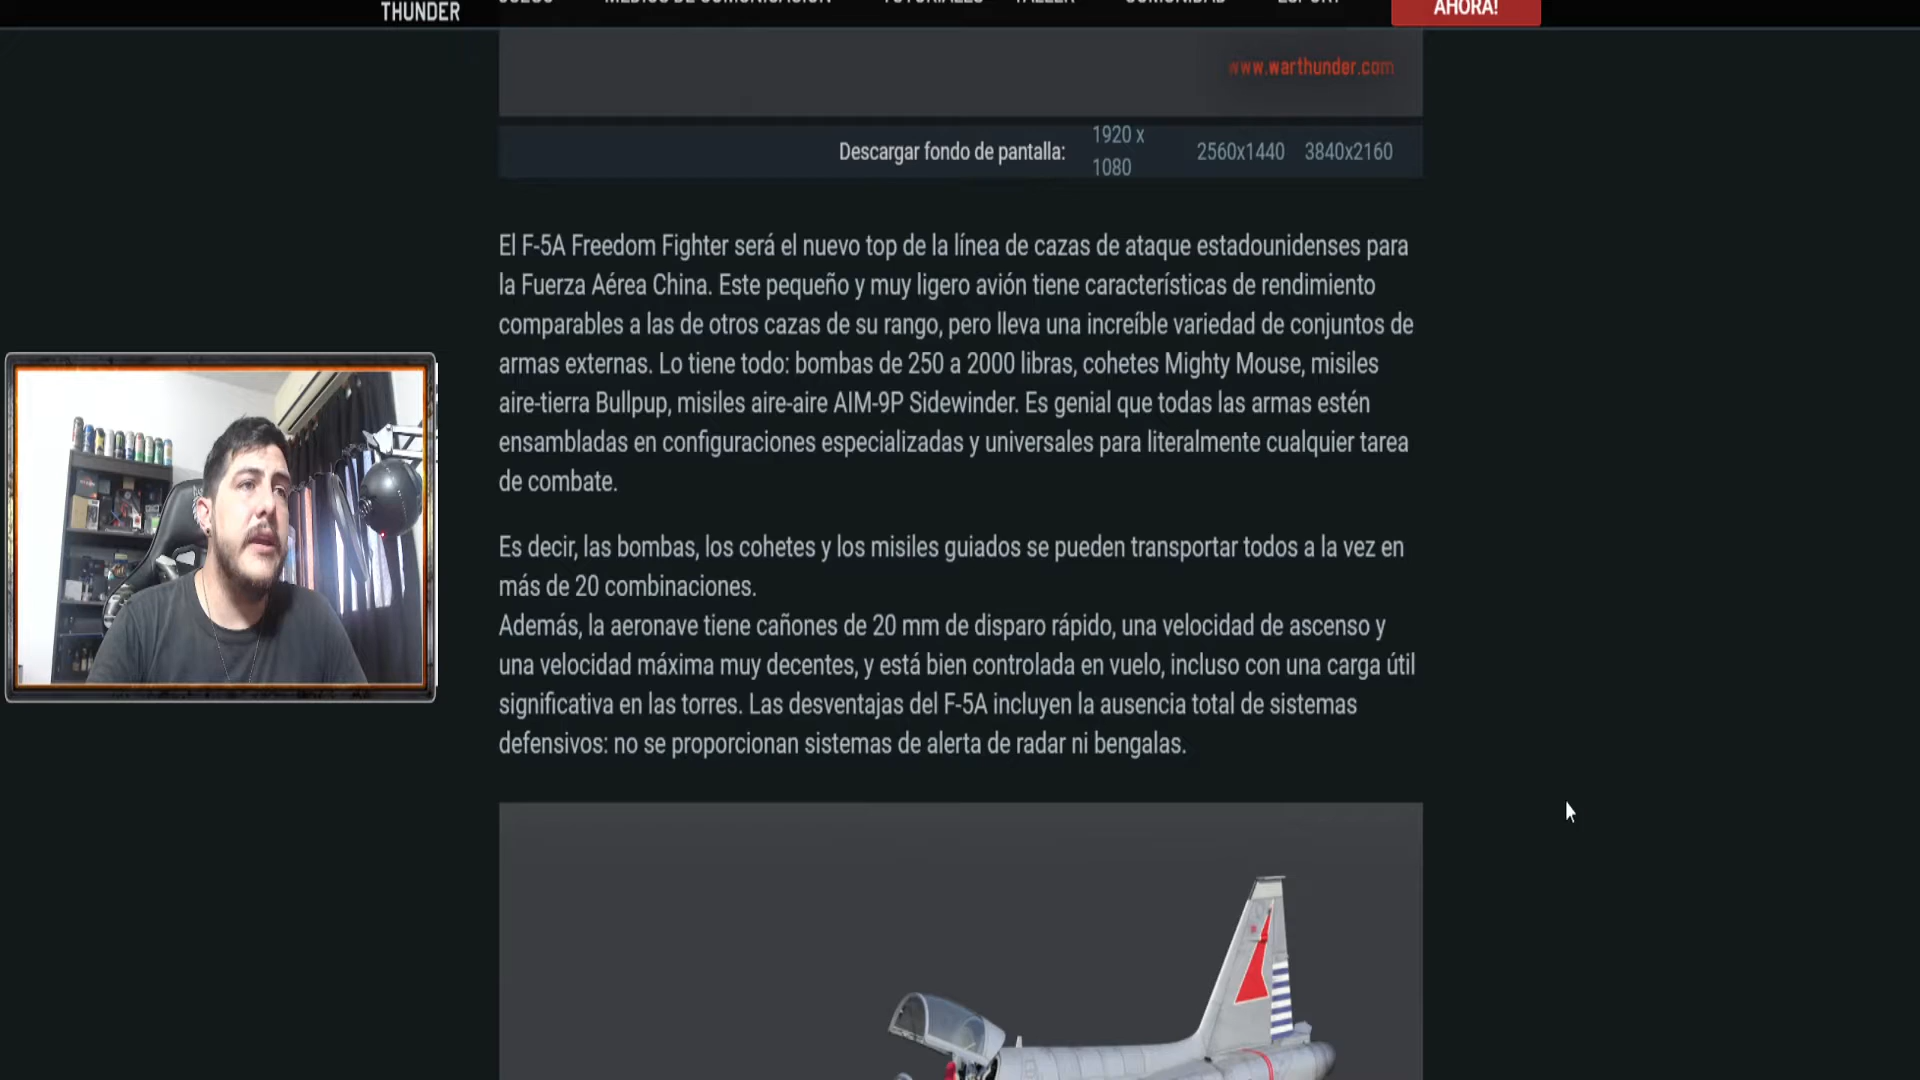 THUNDER
JUEGO MEDIOS DE COMUNICACIÓN TUTORIALES TALLER COMUNIDAD ESPORT
AHORA!
www.warthunder.com
Descargar fondo de pantalla: 1920 x 1080 2560x1440 3840x2160
El F-5A Freedom Fighter será el nuevo top de la línea de cazas de ataque estadounidenses para
la Fuerza Aérea China. Este pequeño y muy ligero avión tiene características de rendimiento
comparables a las de otros cazas de su rango, pero lleva una increíble variedad de conjuntos de
armas externas. Lo tiene todo: bombas de 250 a 2000 libras, cohetes Mighty Mouse, misiles
aire-tierra Bullpup, misiles aire-aire AIM-9P Sidewinder. Es genial que todas las armas estén
ensambladas en configuraciones especializadas y universales para literalmente cualquier tarea
de combate.
Es decir, las bombas, los cohetes y los misiles guiados se pueden transportar todos a la vez en
más de 20 combinaciones.
Además, la aeronave tiene cañones de 20 mm de disparo rápido, una velocidad de ascenso y
una velocidad máxima muy decentes, y está bien controlada en vuelo, incluso con una carga útil
significativa en las torres. Las desventajas del F-5A incluyen la ausencia total de sistemas
defensivos: no se proporcionan sistemas de alerta de radar ni bengalas.